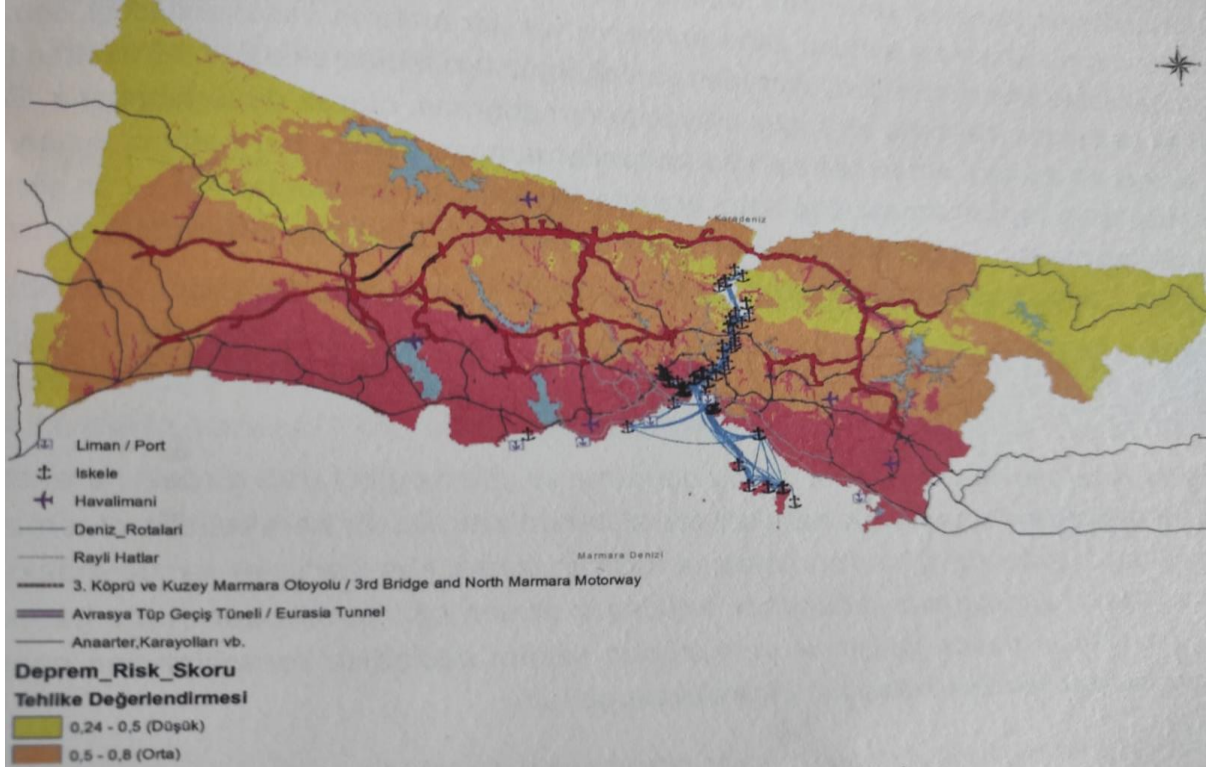 Karadeniz
Liman / Port
Iskele
Havalimani
Deniz_Rotalari
Marmara Denizi
Rayli Hatlar
3. Köprü ve Kuzey Marmara Otoyolu / 3rd Bridge and North Marmara Motorway
Avrasya Tüp Geçiş Tüneli / Eurasia Tunnel
Anaarter,Karayolları vb.
Deprem_Risk_Skoru
Tehlike Değerlendirmesi
0,24 - 0,5 (Düşük)
0,5 - 0,8 (Orta)